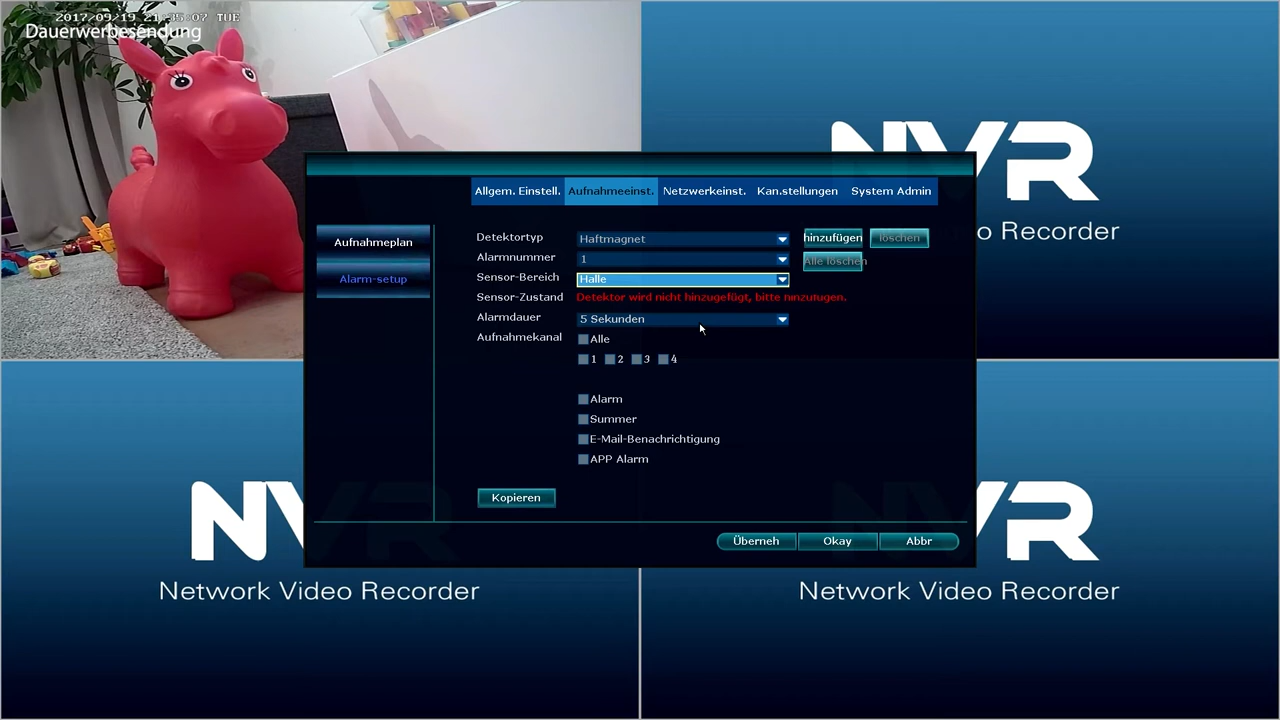 2017/09/19 21:35:07 TUE
Dauerwerbesendung
NVR
o Recorder
Allgem. Einstell. Aufnahmeeinst. Netzwerkeinst. Kan.stellungen System Admin
Aufnahmeplan
Alarm-setup
Detektortyp Haftmagnet hinzufügen löschen
Alarmnummer 1 Alle löschen
Sensor-Bereich Halle
Sensor-Zustand Detektor wird nicht hinzugefügt, bitte hinzufügen.
Alarmdauer 5 Sekunden
Aufnahmekanal Alle
1 2 3 4
Alarm
Summer
E-Mail-Benachrichtigung
APP Alarm
Kopieren
Überneh Okay Abbr
NV
Network Video Recorder
VR
Network Video Recorder